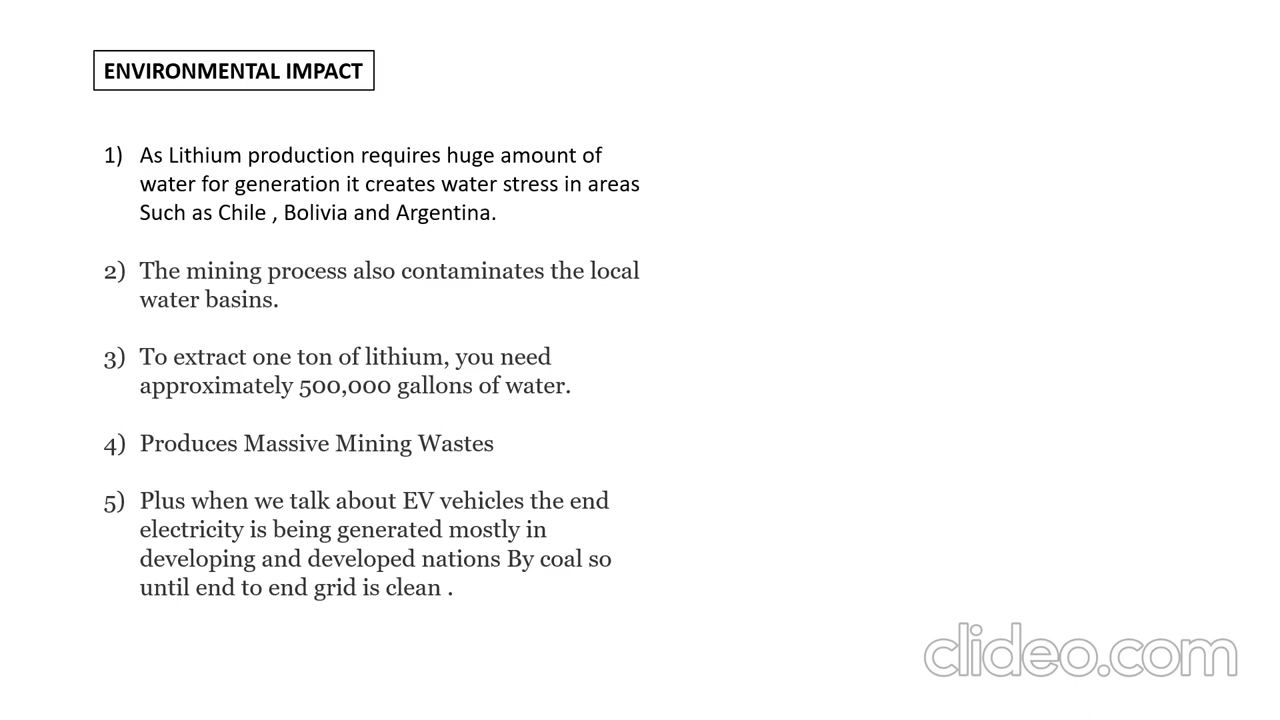 ENVIRONMENTAL IMPACT
1) As Lithium production requires huge amount of
water for generation it creates water stress in areas
Such as Chile , Bolivia and Argentina.
2) The mining process also contaminates the local
water basins.
3) To extract one ton of lithium, you need
approximately 500,000 gallons of water.
4) Produces Massive Mining Wastes
5) Plus when we talk about EV vehicles the end
electricity is being generated mostly in
developing and developed nations By coal so
until end to end grid is clean .
clideo.com